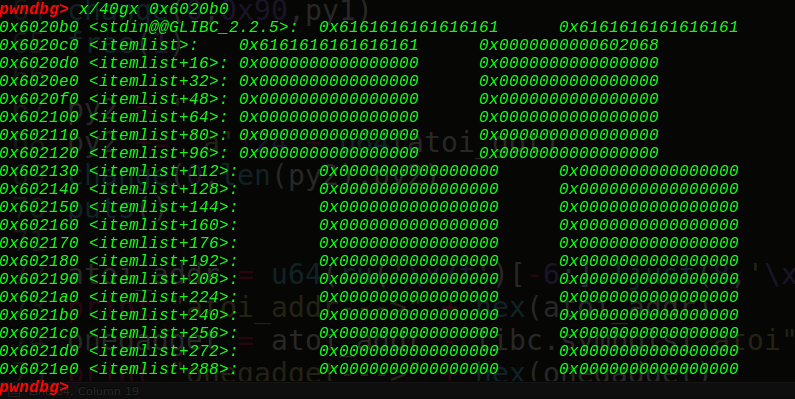 pwndbg> x/40gx 0x6020b0
0x6020b0 <stdin@@GLIBC_2.2.5>: 0x6161616161616161 0x6161616161616161
0x6020c0 <itemlist>: 0x6161616161616161 0x0000000000602068
0x6020d0 <itemlist+16>: 0x0000000000000000 0x0000000000000000
0x6020e0 <itemlist+32>: 0x0000000000000000 0x0000000000000000
0x6020f0 <itemlist+48>: 0x0000000000000000 0x0000000000000000
0x602100 <itemlist+64>: 0x0000000000000000 0x0000000000000000
0x602110 <itemlist+80>: 0x0000000000000000 0x0000000000000000
0x602120 <itemlist+96>: 0x0000000000000000 0x0000000000000000
0x602130 <itemlist+112>: 0x0000000000000000 0x0000000000000000
0x602140 <itemlist+128>: 0x0000000000000000 0x0000000000000000
0x602150 <itemlist+144>: 0x0000000000000000 0x0000000000000000
0x602160 <itemlist+160>: 0x0000000000000000 0x0000000000000000
0x602170 <itemlist+176>: 0x0000000000000000 0x0000000000000000
0x602180 <itemlist+192>: 0x0000000000000000 0x0000000000000000
0x602190 <itemlist+208>: 0x0000000000000000 0x0000000000000000
0x6021a0 <itemlist+224>: 0x0000000000000000 0x0000000000000000
0x6021b0 <itemlist+240>: 0x0000000000000000 0x0000000000000000
0x6021c0 <itemlist+256>: 0x0000000000000000 0x0000000000000000
0x6021d0 <itemlist+272>: 0x0000000000000000 0x0000000000000000
0x6021e0 <itemlist+288>: 0x0000000000000000 0x0000000000000000
pwndbg>
Column 19